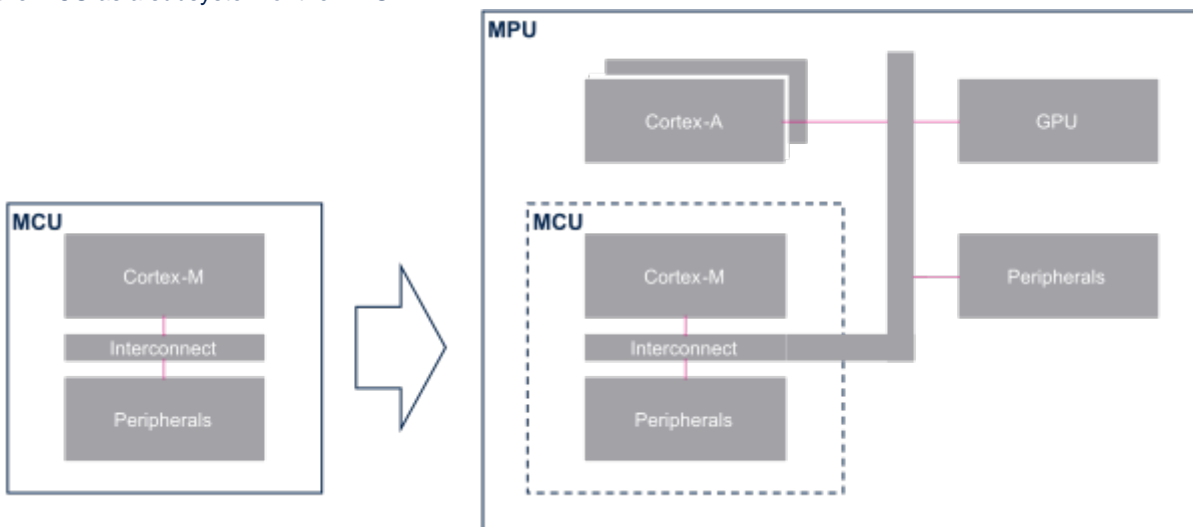 MPU
Cortex-A
GPU
MCU
Cortex-M
Interconnect
Peripherals
MCU
Cortex-M
Interconnect
Peripherals
Peripherals